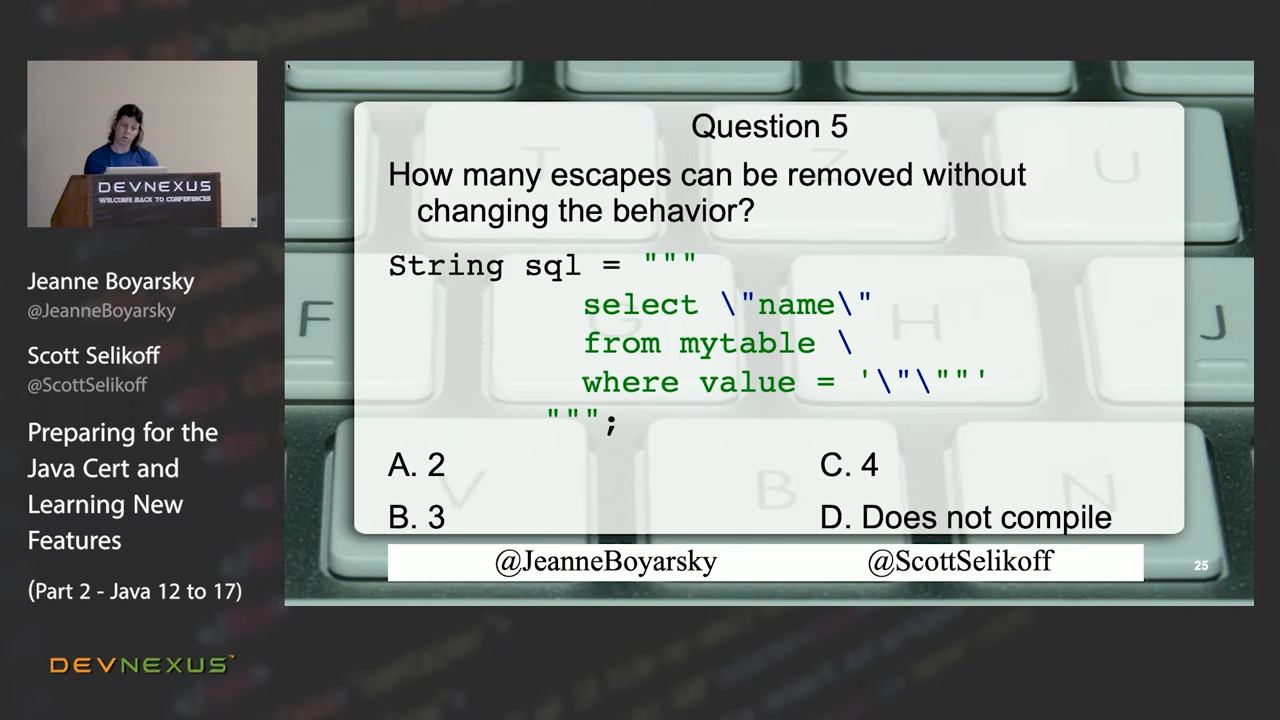 DEVNEXUS
WELCOME BACK TO CONFERENCES
Jeanne Boyarsky
@JeanneBoyarsky
Scott Selikoff
@ScottSelikoff
Preparing for the
Java Cert and
Learning New
Features
(Part 2 - Java 12 to 17)
DEVNEXUS™
Question 5
How many escapes can be removed without
changing the behavior?
String sql = """
select \"name\"
from mytable \
where value = '\"\""'
""";
A. 2
B. 3
C. 4
D. Does not compile
@JeanneBoyarsky @ScottSelikoff
25
T
Z
U
F
G
H
J
V
B
N